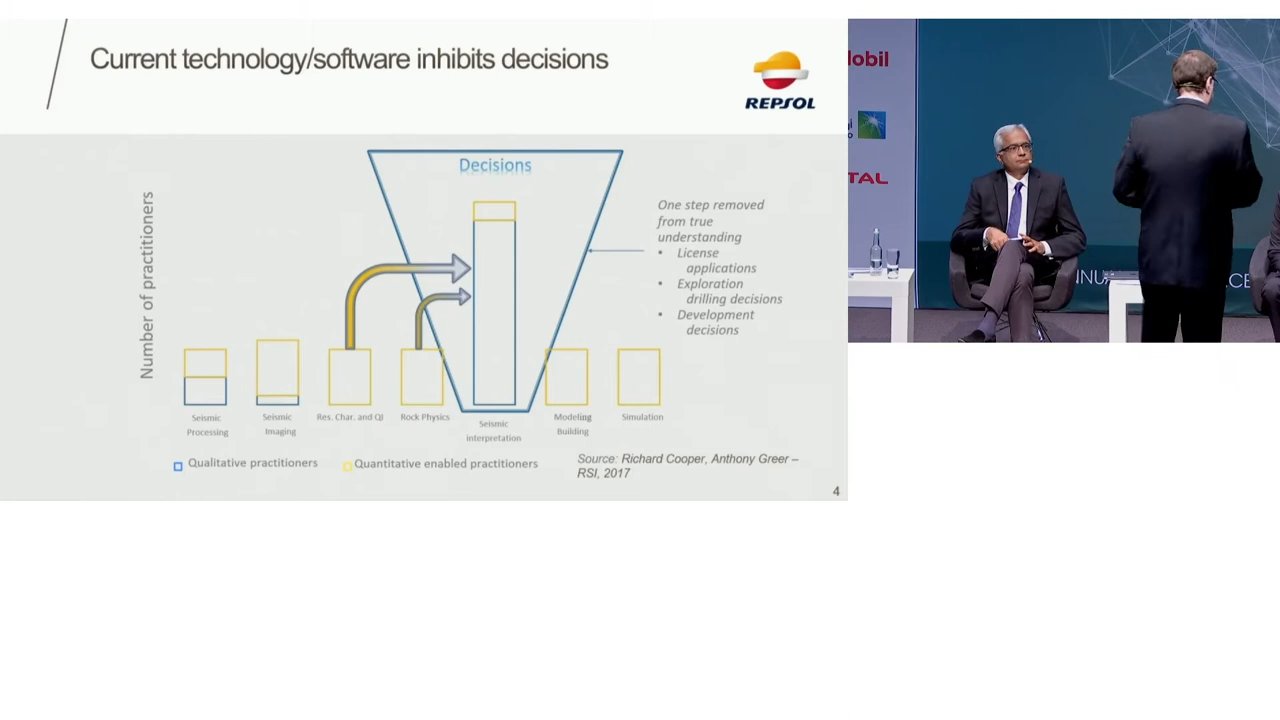 Current technology/software inhibits decisions
REPSOL
Number of practitioners
Decisions
One step removed
from true
understanding
• License
applications
• Exploration
drilling decisions
• Development
decisions
Seismic
Processing
Seismic
Imaging
Res. Char. and QI
Rock Physics
Seismic
interpretation
Modeling
Building
Simulation
Qualitative practitioners
Quantitative enabled practitioners
Source: Richard Cooper, Anthony Greer –
RSI, 2017
4
obil
TAL